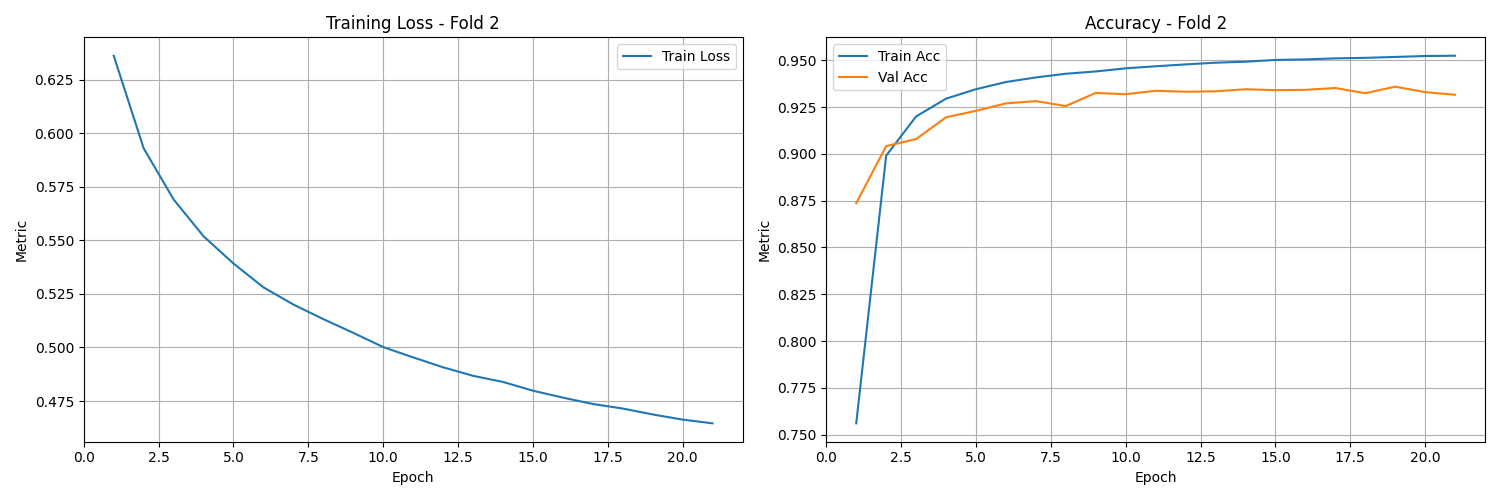 Training Loss - Fold 2
Train Loss
0.625
0.600
0.575
0.550
0.525
0.500
0.475
Metric
0.0 2.5 5.0 7.5 10.0 12.5 15.0 17.5 20.0
Epoch
Accuracy - Fold 2
Train Acc
Val Acc
0.950
0.925
0.900
0.875
0.850
0.825
0.800
0.775
0.750
Metric
0.0 2.5 5.0 7.5 10.0 12.5 15.0 17.5 20.0
Epoch